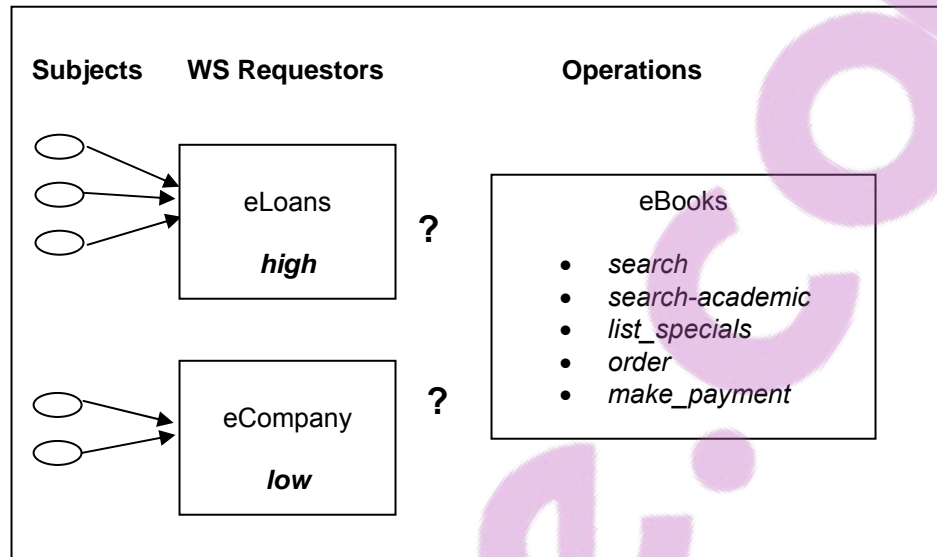 Subjects WS Requestors Operations
eLoans
high
?
eBooks
• search
• search-academic
• list_specials
• order
• make_payment
eCompany
low
?